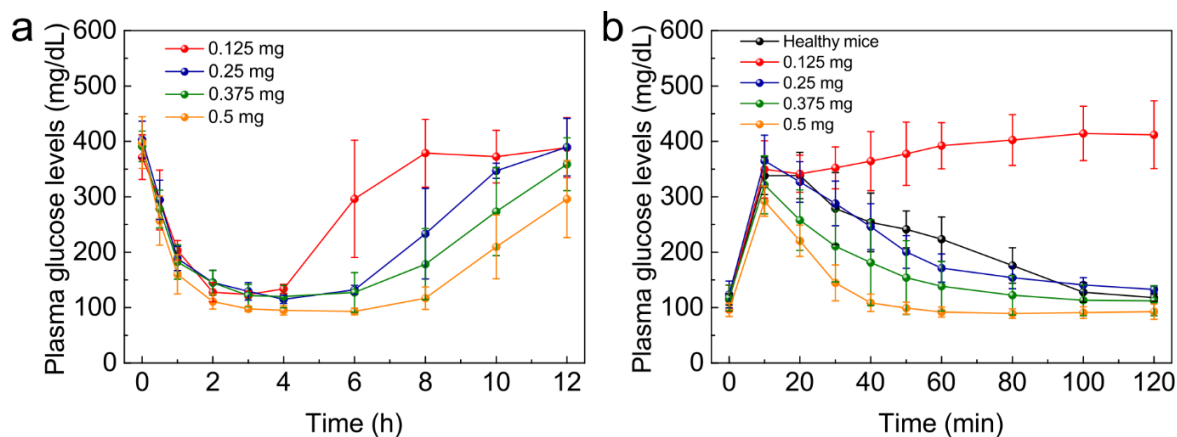 a
Plasma glucose levels (mg/dL)
600
500
400
300
200
100
0
0.125 mg
0.25 mg
0.375 mg
0.5 mg
0 2 4 6 8 10 12
Time (h)
b
Plasma glucose levels (mg/dL)
600
500
400
300
200
100
0
Healthy mice
0.125 mg
0.25 mg
0.375 mg
0.5 mg
0 20 40 60 80 100 120
Time (min)